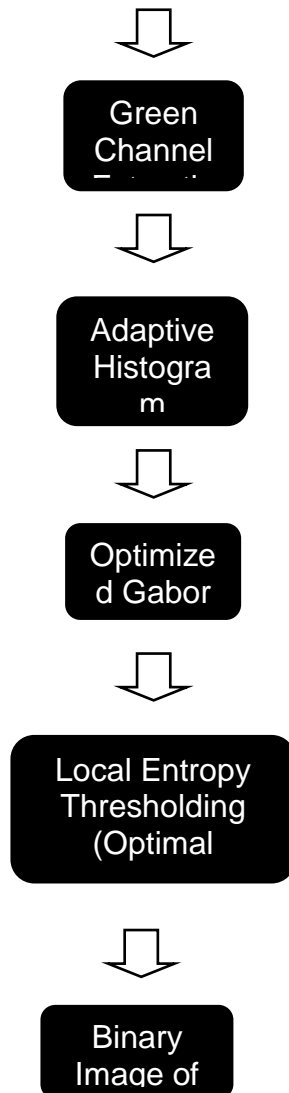 Green
Channel
Adaptive
Histogra
m
Optimize
d Gabor
Local Entropy
Thresholding
(Optimal
Binary
Image of